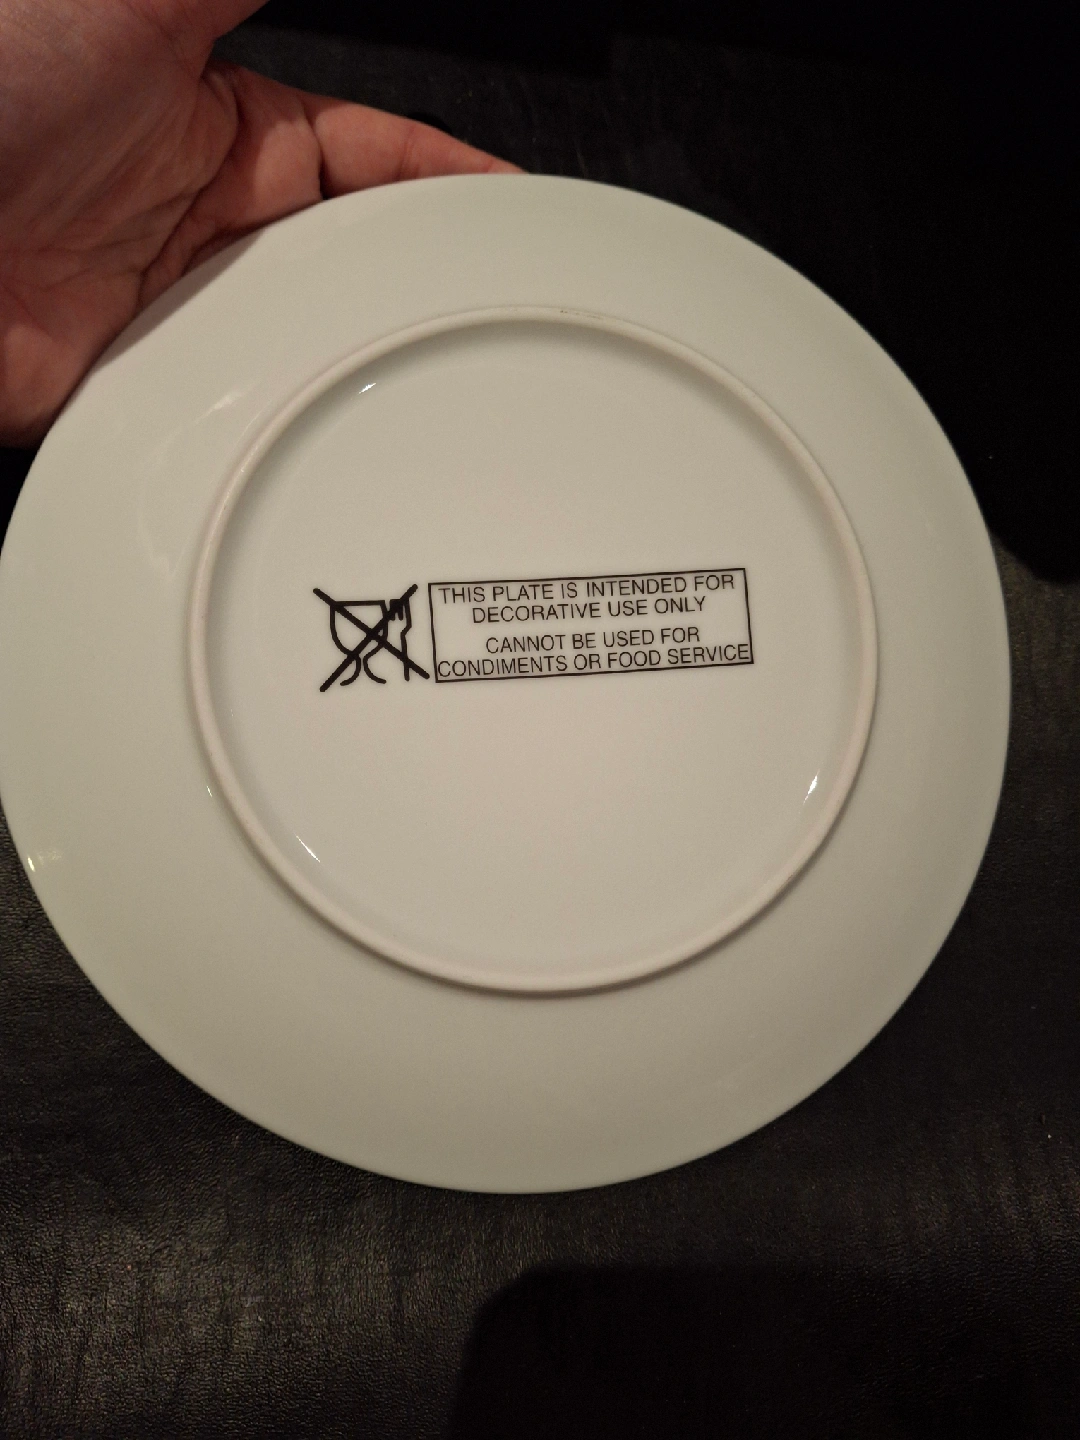 THIS PLATE IS INTENDED FOR
DECORATIVE USE ONLY
CANNOT BE USED FOR
CONDIMENTS OR FOOD SERVICE